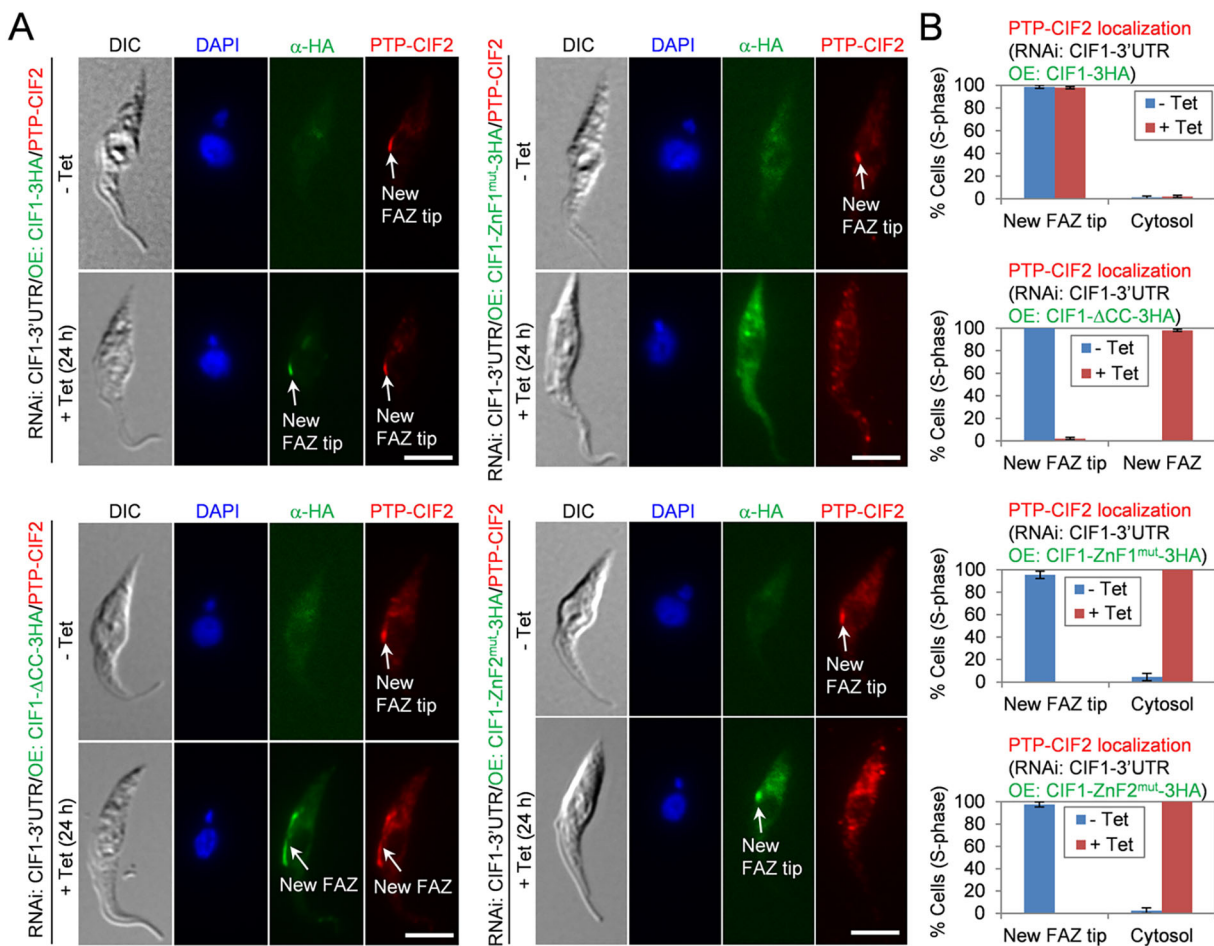 A
DIC DAPI α-HA PTP-CIF2
RNAi: CIF1-3'UTR/OE: CIF1-3HA/PTP-CIF2
- Tet
New
FAZ tip
+ Tet (24 h)
New
FAZ tip
New
FAZ tip
DIC DAPI α-HA PTP-CIF2
RNAi: CIF1-3'UTR/OE: CIF1-ZnF1mut-3HA/PTP-CIF2
- Tet
New
FAZ tip
+ Tet (24 h)
DIC DAPI α-HA PTP-CIF2
RNAi: CIF1-3'UTR/OE: CIF1-ΔCC-3HA/PTP-CIF2
- Tet
New
FAZ tip
+ Tet (24 h)
New FAZ
New FAZ
DIC DAPI α-HA PTP-CIF2
RNAi: CIF1-3'UTR/OE: CIF1-ZnF2mut-3HA/PTP-CIF2
- Tet
New
FAZ tip
+ Tet (24 h)
New
FAZ tip
B
PTP-CIF2 localization
(RNAi: CIF1-3'UTR
OE: CIF1-3HA)
% Cells (S-phase)
100
80
60
40
20
0
- Tet
+ Tet
New FAZ tip Cytosol
PTP-CIF2 localization
(RNAi: CIF1-3'UTR
OE: CIF1-ΔCC-3HA)
% Cells (S-phase)
100
80
60
40
20
0
- Tet
+ Tet
New FAZ tip New FAZ
PTP-CIF2 localization
(RNAi: CIF1-3'UTR
OE: CIF1-ZnF1mut-3HA)
% Cells (S-phase)
100
80
60
40
20
0
- Tet
+ Tet
New FAZ tip Cytosol
PTP-CIF2 localization
(RNAi: CIF1-3'UTR
OE: CIF1-ZnF2mut-3HA)
% Cells (S-phase)
100
80
60
40
20
0
- Tet
+ Tet
New FAZ tip Cytosol